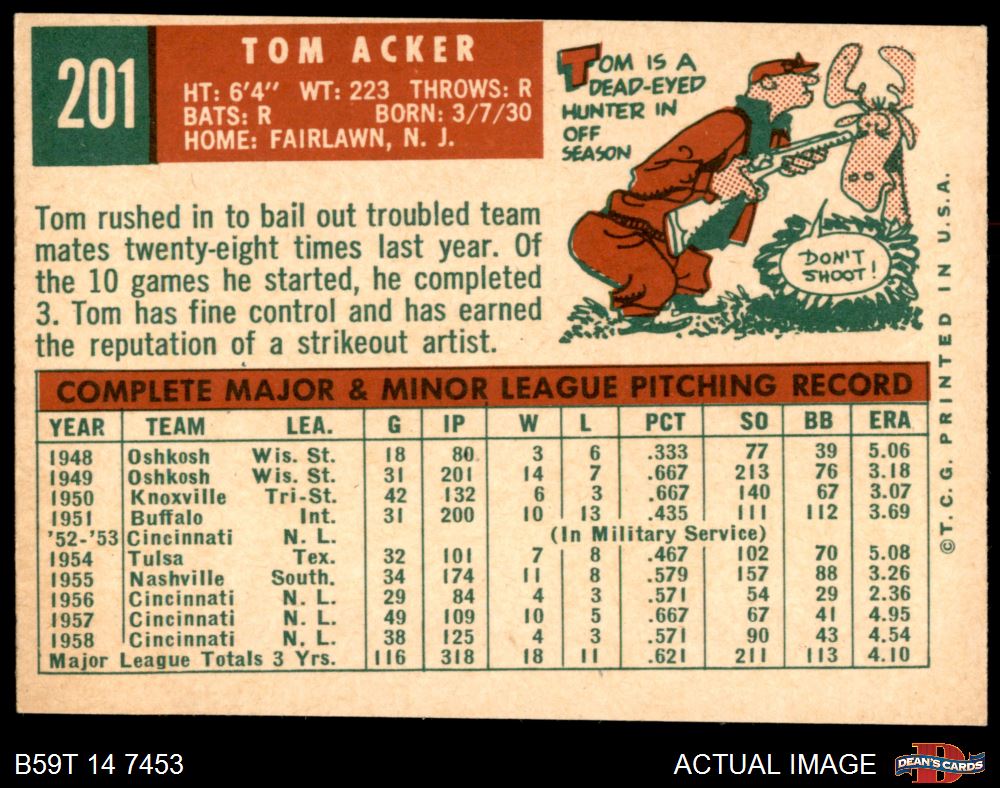 201
TOM ACKER
HT: 6'4" WT: 223 THROWS: R
BATS: R BORN: 3/7/30
HOME: FAIRLAWN, N. J.
TOM IS A
DEAD-EYED
HUNTER IN
OFF
SEASON
DON'T
SHOOT!
Tom rushed in to bail out troubled team
mates twenty-eight times last year. Of
the 10 games he started, he completed
3. Tom has fine control and has earned
the reputation of a strikeout artist.
COMPLETE MAJOR & MINOR LEAGUE PITCHING RECORD
YEAR TEAM LEA. G IP W L PCT SO BB ERA
1948 Oshkosh Wis. St. 18 80 3 6 .333 77 39 5.06
1949 Oshkosh Wis. St. 31 201 14 7 .667 213 76 3.18
1950 Knoxville Tri-St. 42 132 6 3 .667 140 67 3.07
1951 Buffalo Int. 31 200 10 13 .435 111 112 3.69
'52-'53 Cincinnati N. L. (In Military Service)
1954 Tulsa Tex. 32 101 7 8 .467 102 70 5.08
1955 Nashville South. 34 174 11 8 .579 157 88 3.26
1956 Cincinnati N. L. 29 84 4 3 .571 54 29 2.36
1957 Cincinnati N. L. 49 109 10 5 .667 67 41 4.95
1958 Cincinnati N. L. 38 125 4 3 .571 90 43 4.54
Major League Totals 3 Yrs. 116 318 18 11 .621 211 113 4.10
©T. C. G. PRINTED IN U.S.A.
B59T 14 7453
ACTUAL IMAGE
D
DEAN'S CARDS